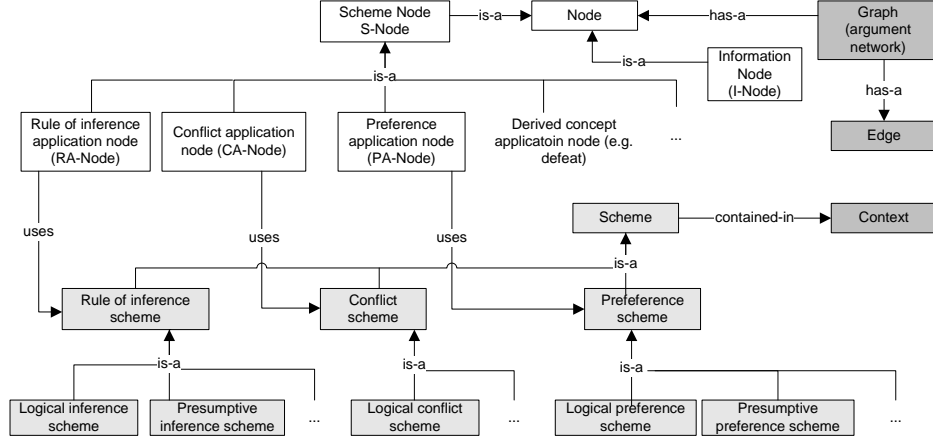 Scheme Node
S-Node
is-a
Node
has-a
Graph
(argument
network)
is-a
Information
Node
(I-Node)
is-a
has-a
Rule of inference
application node
(RA-Node)
Conflict application
node (CA-Node)
Preference
application node
(PA-Node)
Derived concept
applicatoin node (e.g.
defeat)
...
Edge
Scheme
contained-in
Context
uses
uses
uses
is-a
Rule of inference
scheme
Conflict
scheme
Prefeference
scheme
is-a
is-a
is-a
Logical inference
scheme
Presumptive
inference scheme
...
Logical conflict
scheme
...
Logical preference
scheme
Presumptive
preference scheme
...